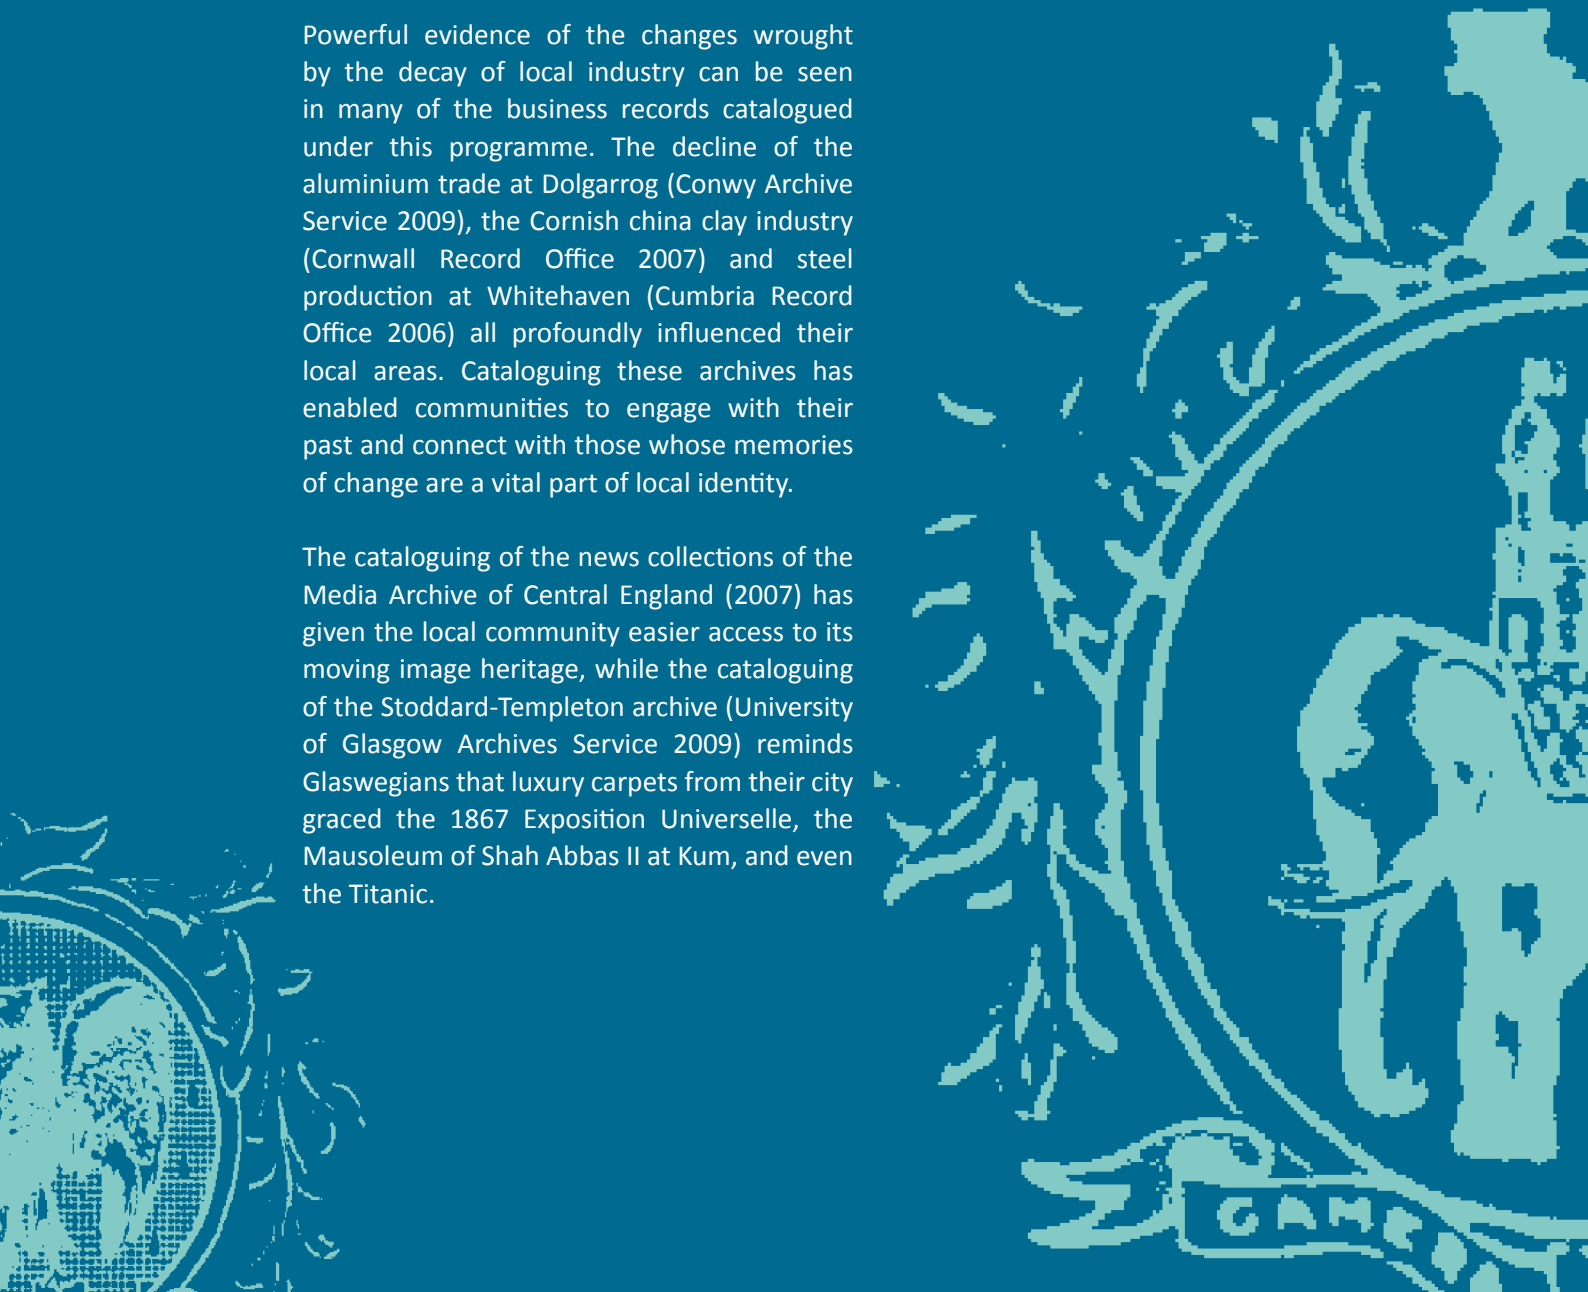 Powerful evidence of the changes wrought
by the decay of local industry can be seen
in many of the business records catalogued
under this programme. The decline of the
aluminium trade at Dolgarrog (Conwy Archive
Service 2009), the Cornish china clay industry
(Cornwall Record Office 2007) and steel
production at Whitehaven (Cumbria Record
Office 2006) all profoundly influenced their
local areas. Cataloguing these archives has
enabled communities to engage with their
past and connect with those whose memories
of change are a vital part of local identity.
The cataloguing of the news collections of the
Media Archive of Central England (2007) has
given the local community easier access to its
moving image heritage, while the cataloguing
of the Stoddard-Templeton archive (University
of Glasgow Archives Service 2009) reminds
Glaswegians that luxury carpets from their city
graced the 1867 Exposition Universelle, the
Mausoleum of Shah Abbas II at Kum, and even
the Titanic.